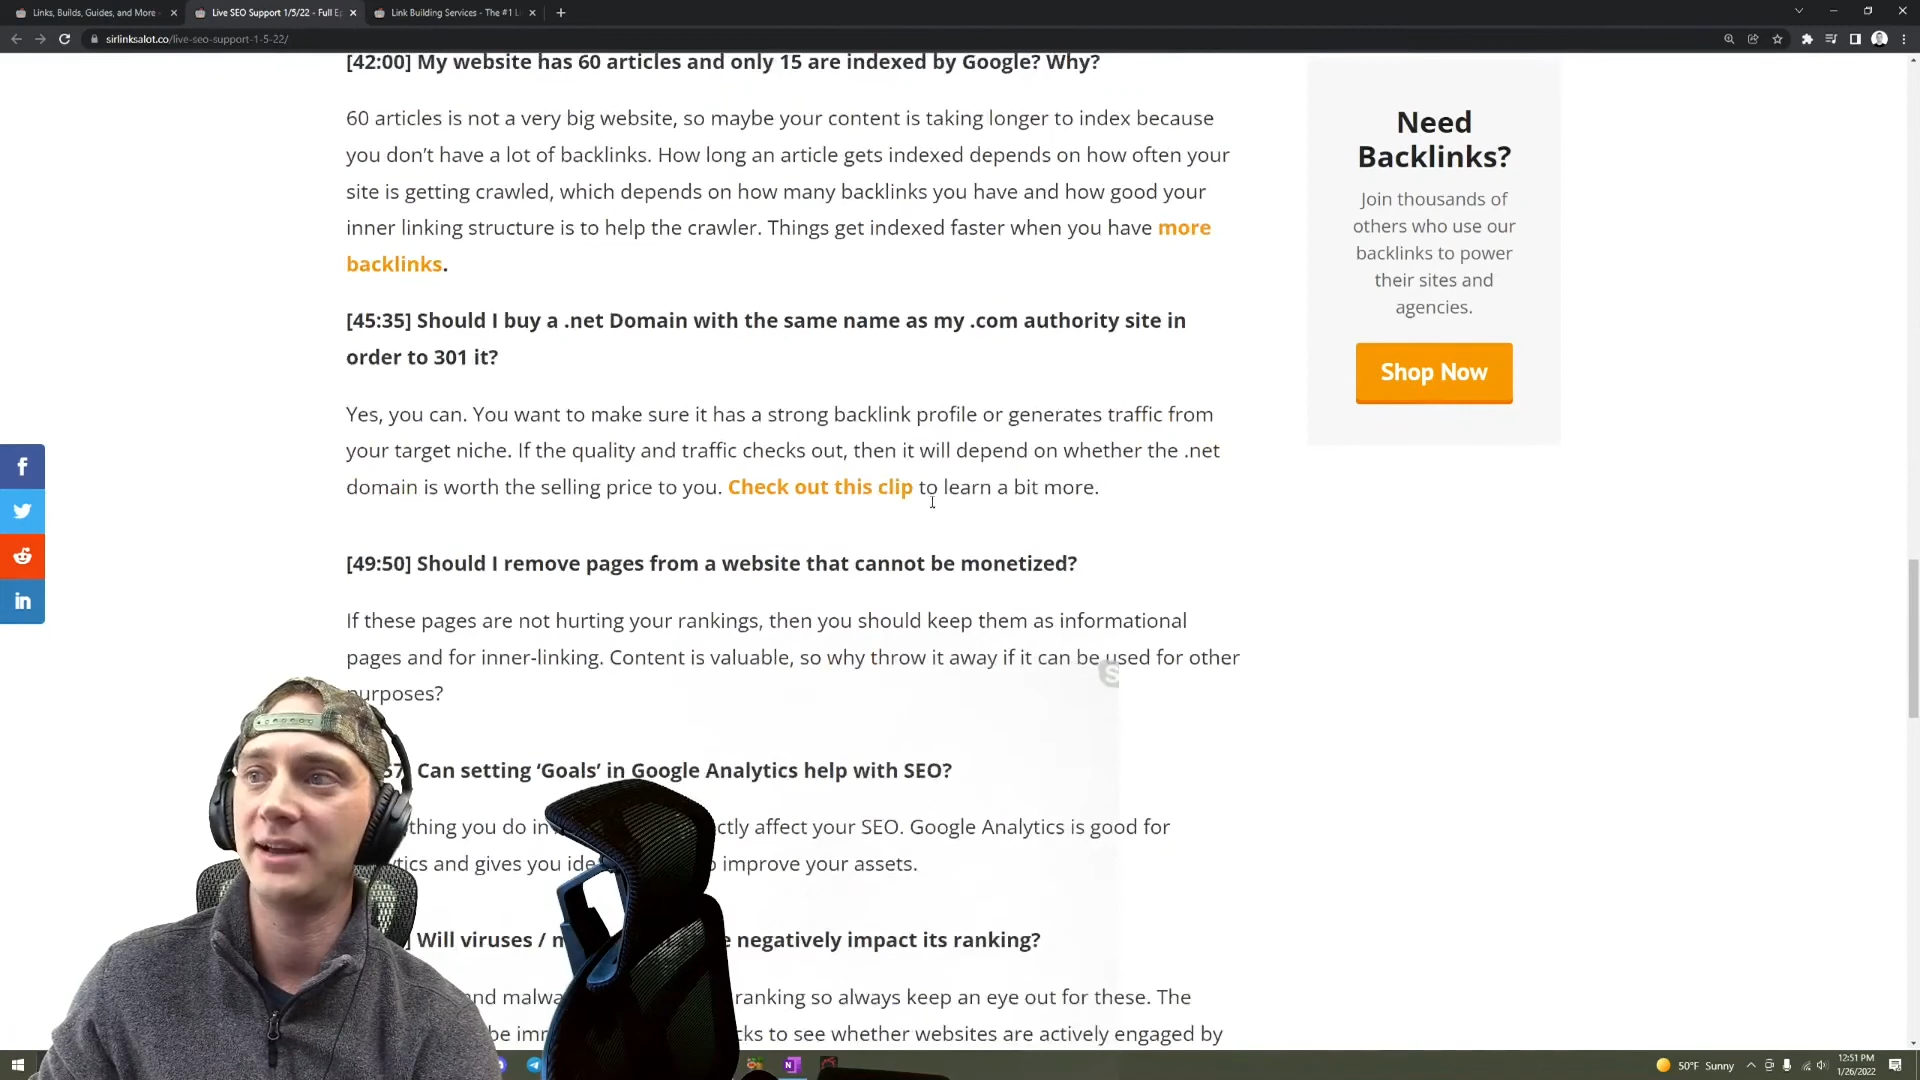 Links, Builds, Guides, and More
Live SEO Support 1/5/22 - Full Ep
Link Building Services - The #1 L
sirlinksalot.co/live-seo-support-1-5-22/
[42:00] My website has 60 articles and only 15 are indexed by Google? Why?
60 articles is not a very big website, so maybe your content is taking longer to index because
you don’t have a lot of backlinks. How long an article gets indexed depends on how often your
site is getting crawled, which depends on how many backlinks you have and how good your
inner linking structure is to help the crawler. Things get indexed faster when you have more
backlinks.
[45:35] Should I buy a .net Domain with the same name as my .com authority site in
order to 301 it?
Yes, you can. You want to make sure it has a strong backlink profile or generates traffic from
your target niche. If the quality and traffic checks out, then it will depend on whether the .net
domain is worth the selling price to you. Check out this clip to learn a bit more.
[49:50] Should I remove pages from a website that cannot be monetized?
If these pages are not hurting your rankings, then you should keep them as informational
pages and for inner-linking. Content is valuable, so why throw it away if it can be used for other
purposes?
57] Can setting ‘Goals’ in Google Analytics help with SEO?
thing you do in ctly affect your SEO. Google Analytics is good for
tics and gives you ide o improve your assets.
] Will viruses / m e negatively impact its ranking?
nd malwa ranking so always keep an eye out for these. The
be imm cks to see whether websites are actively engaged by
Need
Backlinks?
Join thousands of
others who use our
backlinks to power
their sites and
agencies.
Shop Now
50°F Sunny
12:51 PM
1/26/2022